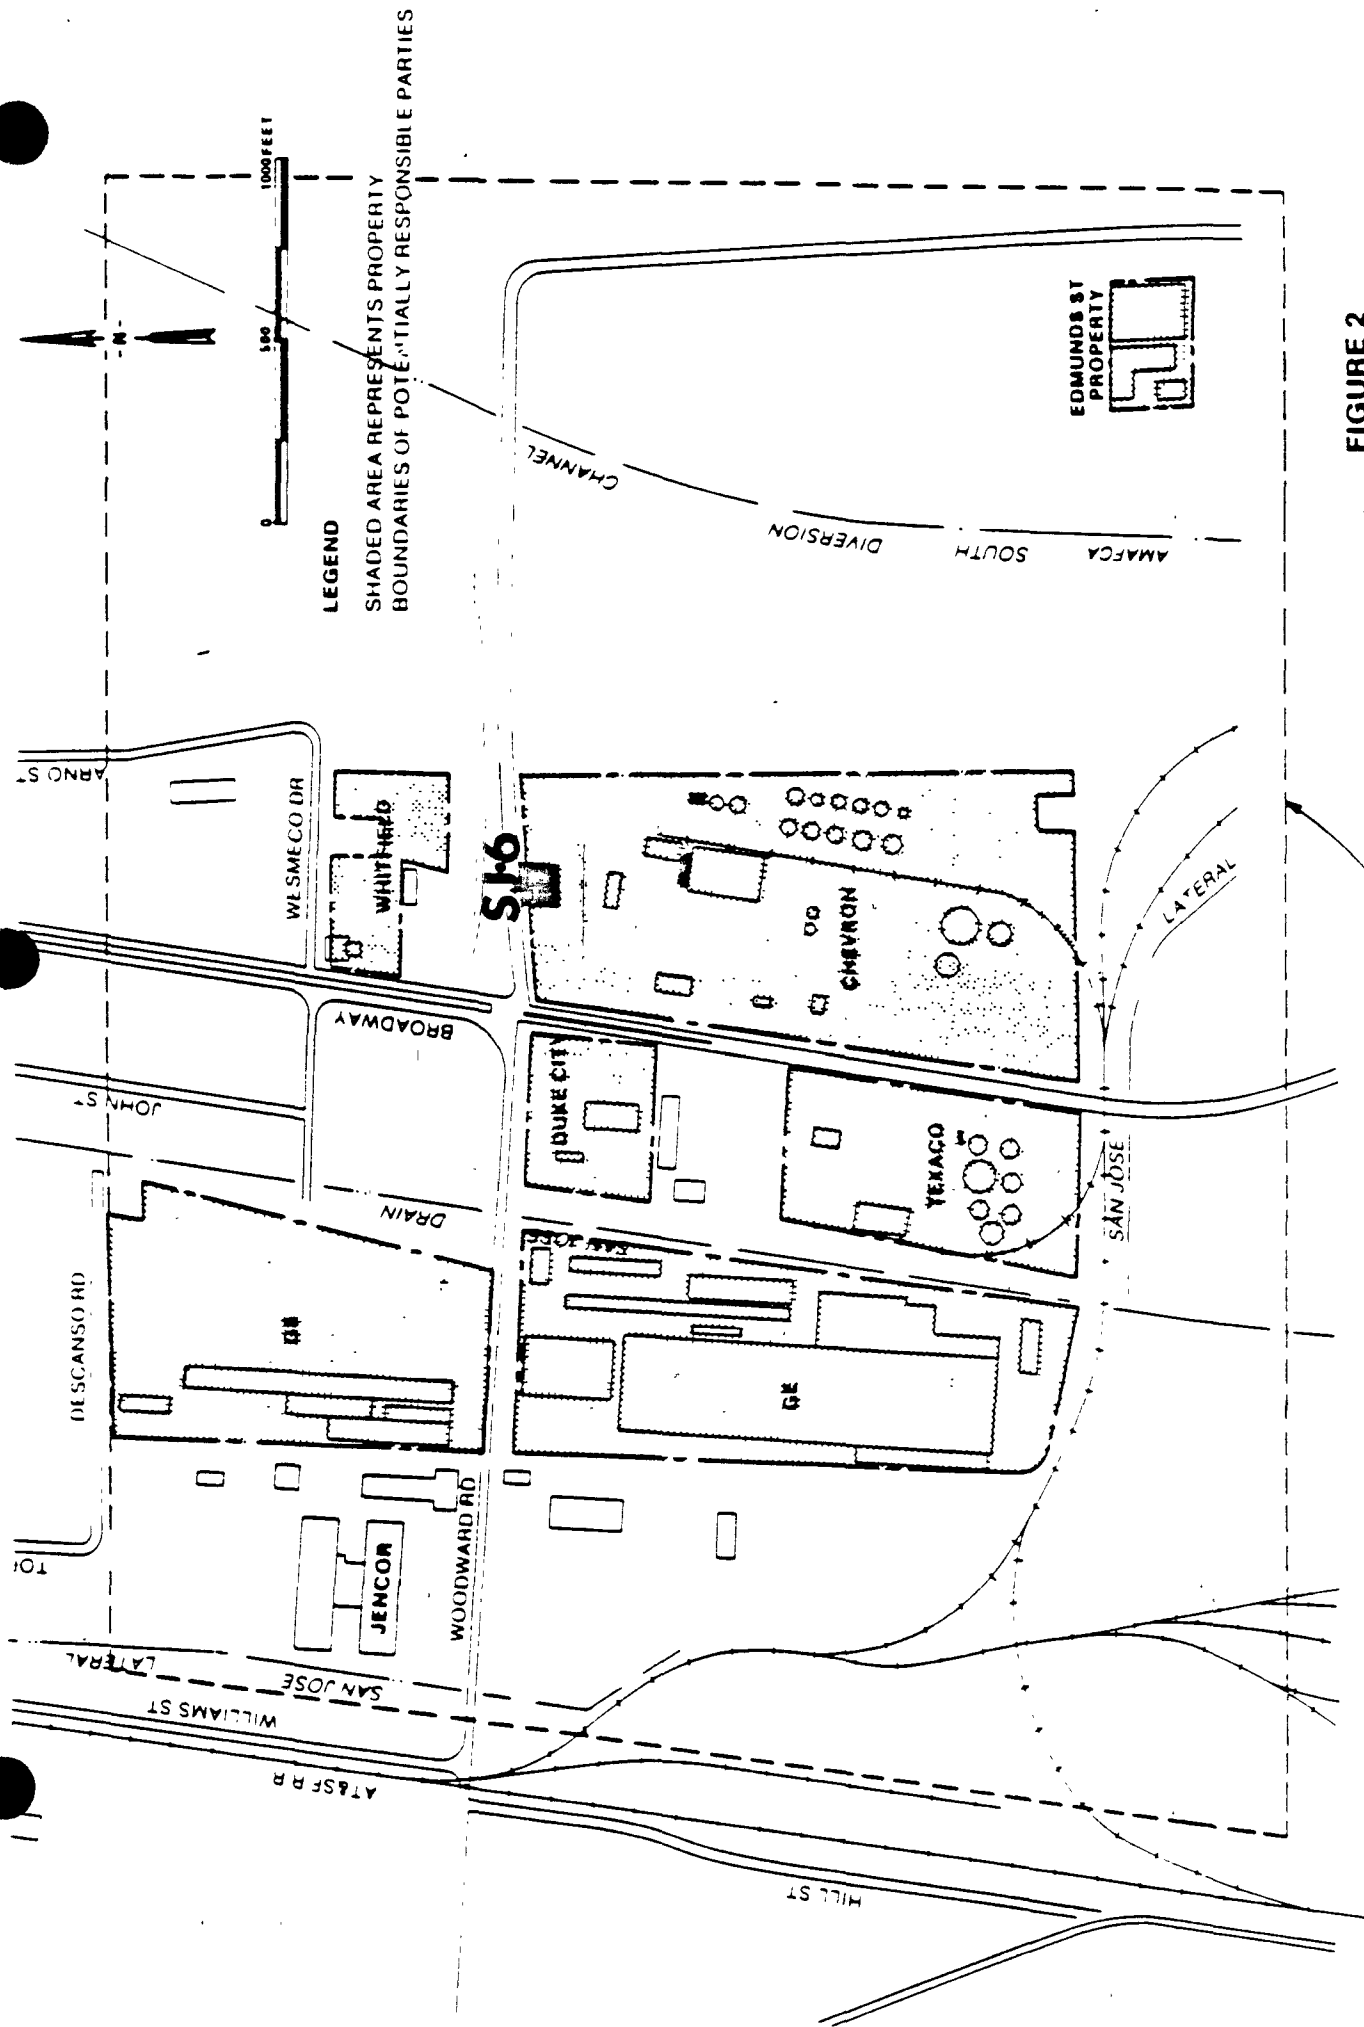 0
500
1000 FEET
N
LEGEND
SHADED AREA REPRESENTS PROPERTY
BOUNDARIES OF POTENTIALLY RESPONSIBLE PARTIES
DESCANSO RD
JOHN ST
ARNO ST
WESMECO DR
WHITFIELD
BROADWAY
LATERAL
SAN JOSE
WILLIAMS ST
AT&SF R R
JENCOR
WOODWARD RD
DRAIN
SJ-6
GE
DUKE CITY
CHEVRON
TEXACO
SAN JOSE
LATERAL
HILL ST
CHANNEL
DIVERSION
SOUTH
AMAFCA
EDMUNDS ST
PROPERTY
FIGURE 2